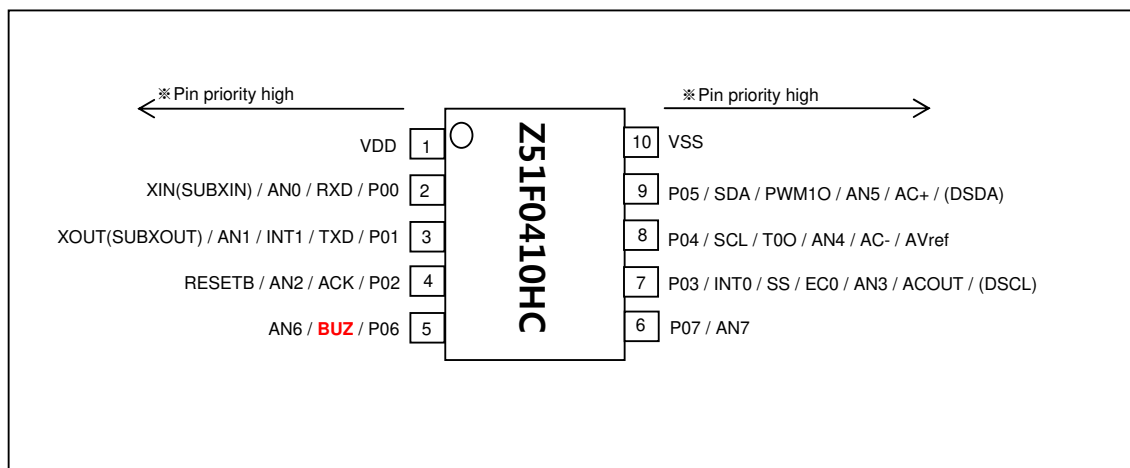 ※Pin priority high
※Pin priority high
Z51F0410HC
VDD 1
10 VSS
XIN(SUBXIN) / AN0 / RXD / P00 2
9 P05 / SDA / PWM1O / AN5 / AC+ / (DSDA)
XOUT(SUBXOUT) / AN1 / INT1 / TXD / P01 3
8 P04 / SCL / T0O / AN4 / AC- / AVref
RESETB / AN2 / ACK / P02 4
7 P03 / INT0 / SS / EC0 / AN3 / ACOUT / (DSCL)
AN6 / BUZ / P06 5
6 P07 / AN7